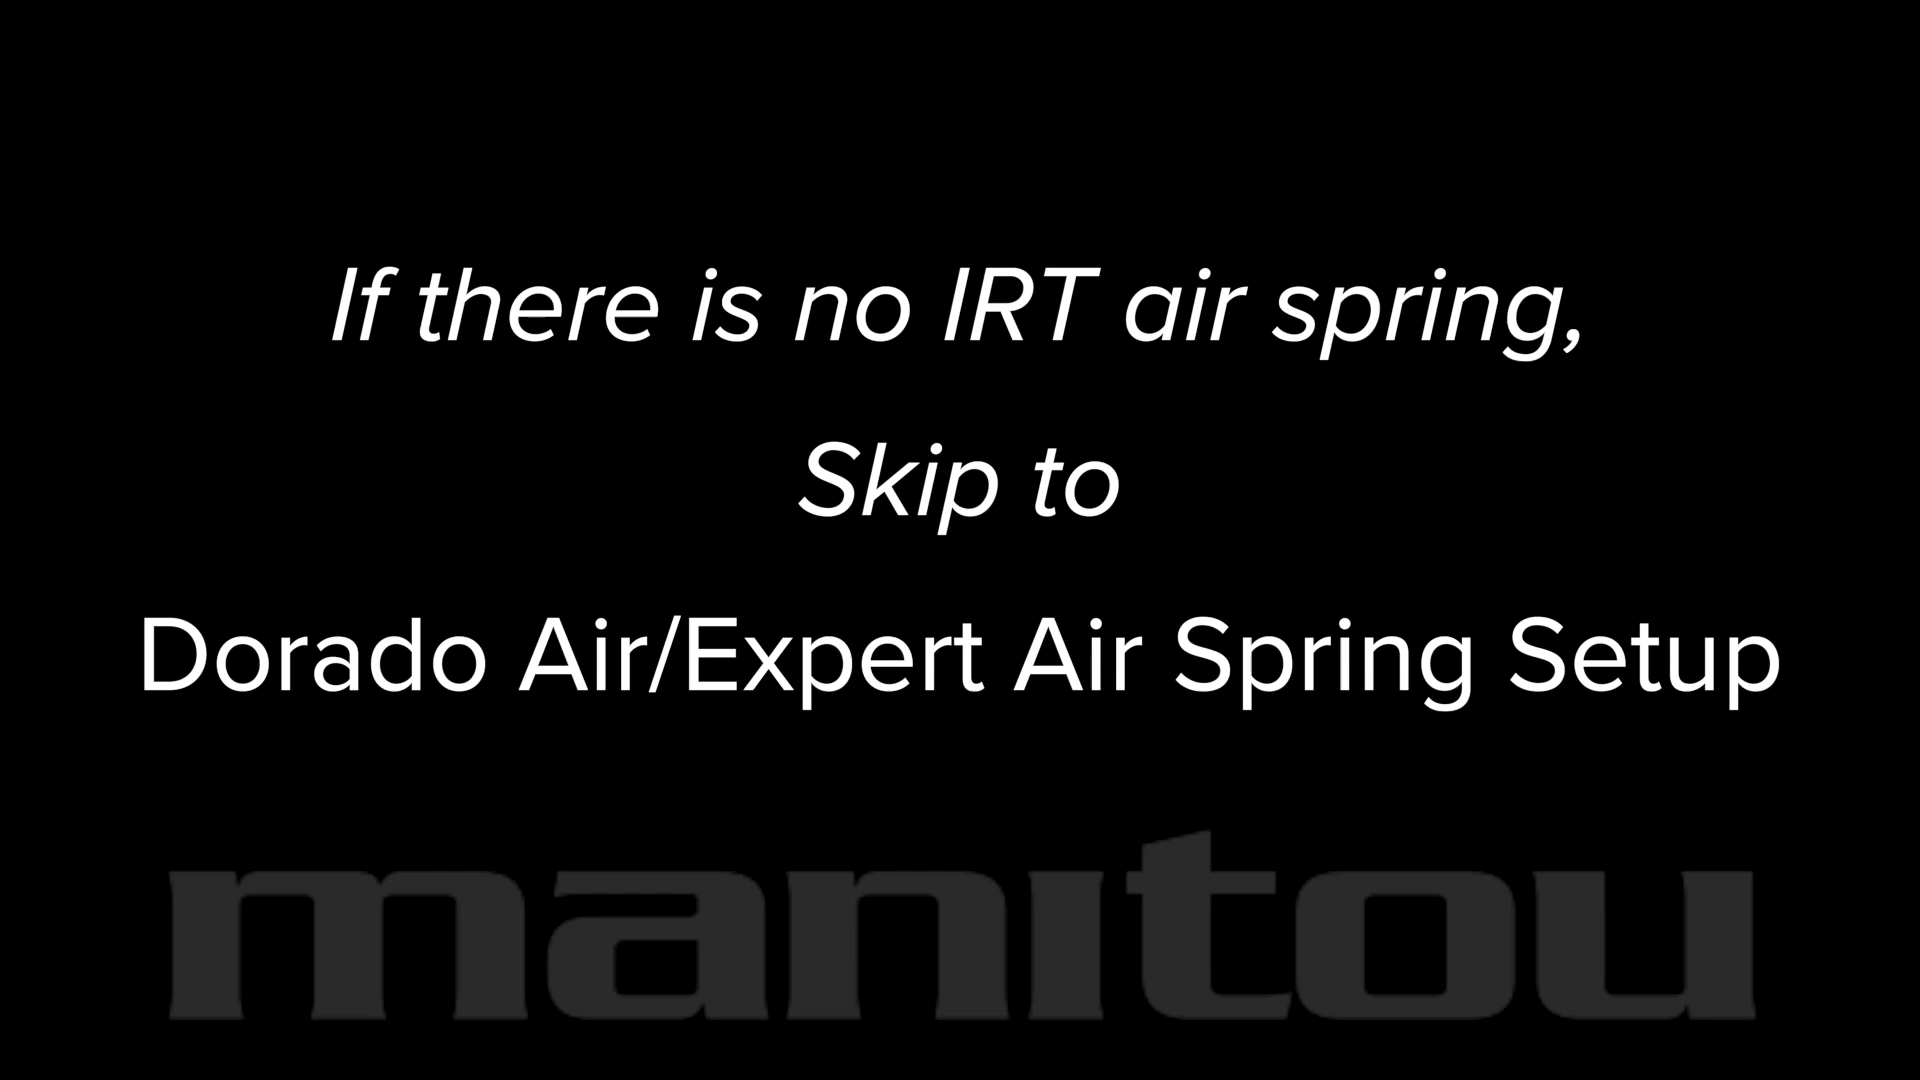 If there is no IRT air spring,
Skip to
Dorado Air/Expert Air Spring Setup
manitou